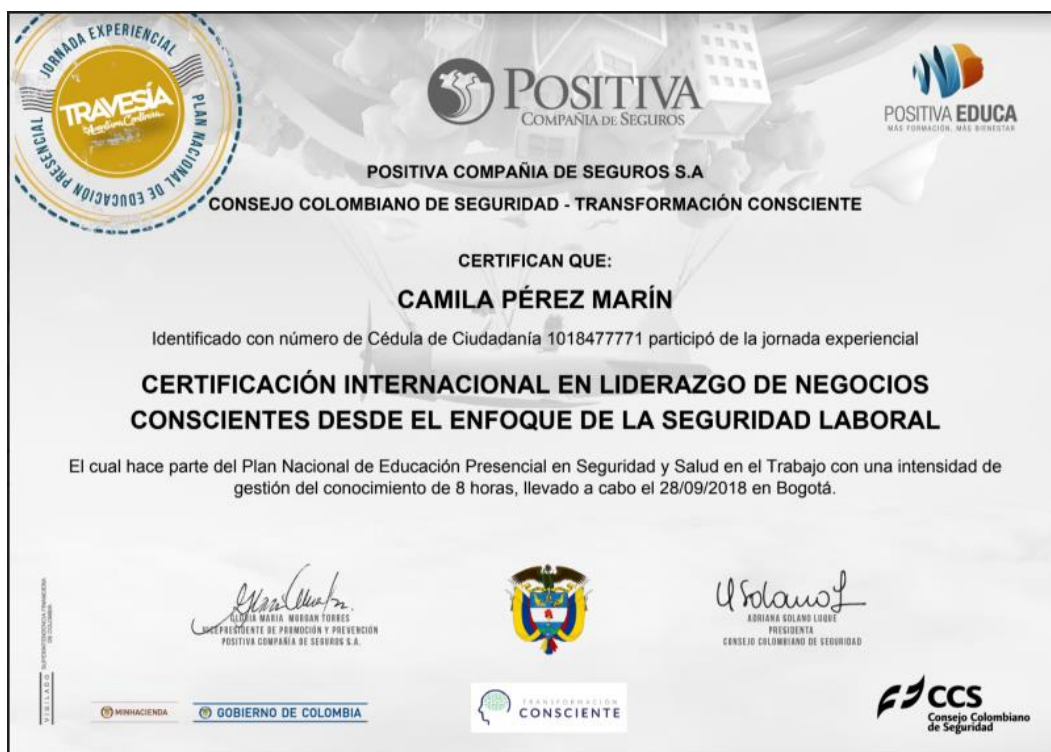 JORNADA EXPERIENCIAL
PLAN NACIONAL DE EDUCACIÓN PRESENCIAL
TRAVESÍA
POSITIVA
COMPAÑIA DE SEGUROS
POSITIVA EDUCA
MÁS FORMACIÓN, MÁS BIENESTAR
POSITIVA COMPAÑIA DE SEGUROS S.A
CONSEJO COLOMBIANO DE SEGURIDAD - TRANSFORMACIÓN CONSCIENTE
CERTIFICAN QUE:
CAMILA PÉREZ MARÍN
Identificado con número de Cédula de Ciudadanía 1018477771 participó de la jornada experiencial
CERTIFICACIÓN INTERNACIONAL EN LIDERAZGO DE NEGOCIOS
CONSCIENTES DESDE EL ENFOQUE DE LA SEGURIDAD LABORAL
El cual hace parte del Plan Nacional de Educación Presencial en Seguridad y Salud en el Trabajo con una intensidad de
gestión del conocimiento de 8 horas, llevado a cabo el 28/09/2018 en Bogotá.
GLORIA MARIA MORGAN TORRES
VICEPRESIDENTE DE PROMOCIÓN Y PREVENCIÓN
POSITIVA COMPAÑÍA DE SEGUROS S.A.
ADRIANA SOLANO LUQUE
PRESIDENTA
CONSEJO COLOMBIANO DE SEGURIDAD
VIGILADO
SUPERINTENDENCIA FINANCIERA
DE COLOMBIA
MINHACIENDA
GOBIERNO DE COLOMBIA
TRANSFORMACIÓN
CONSCIENTE
CCS
Consejo Colombiano
de Seguridad